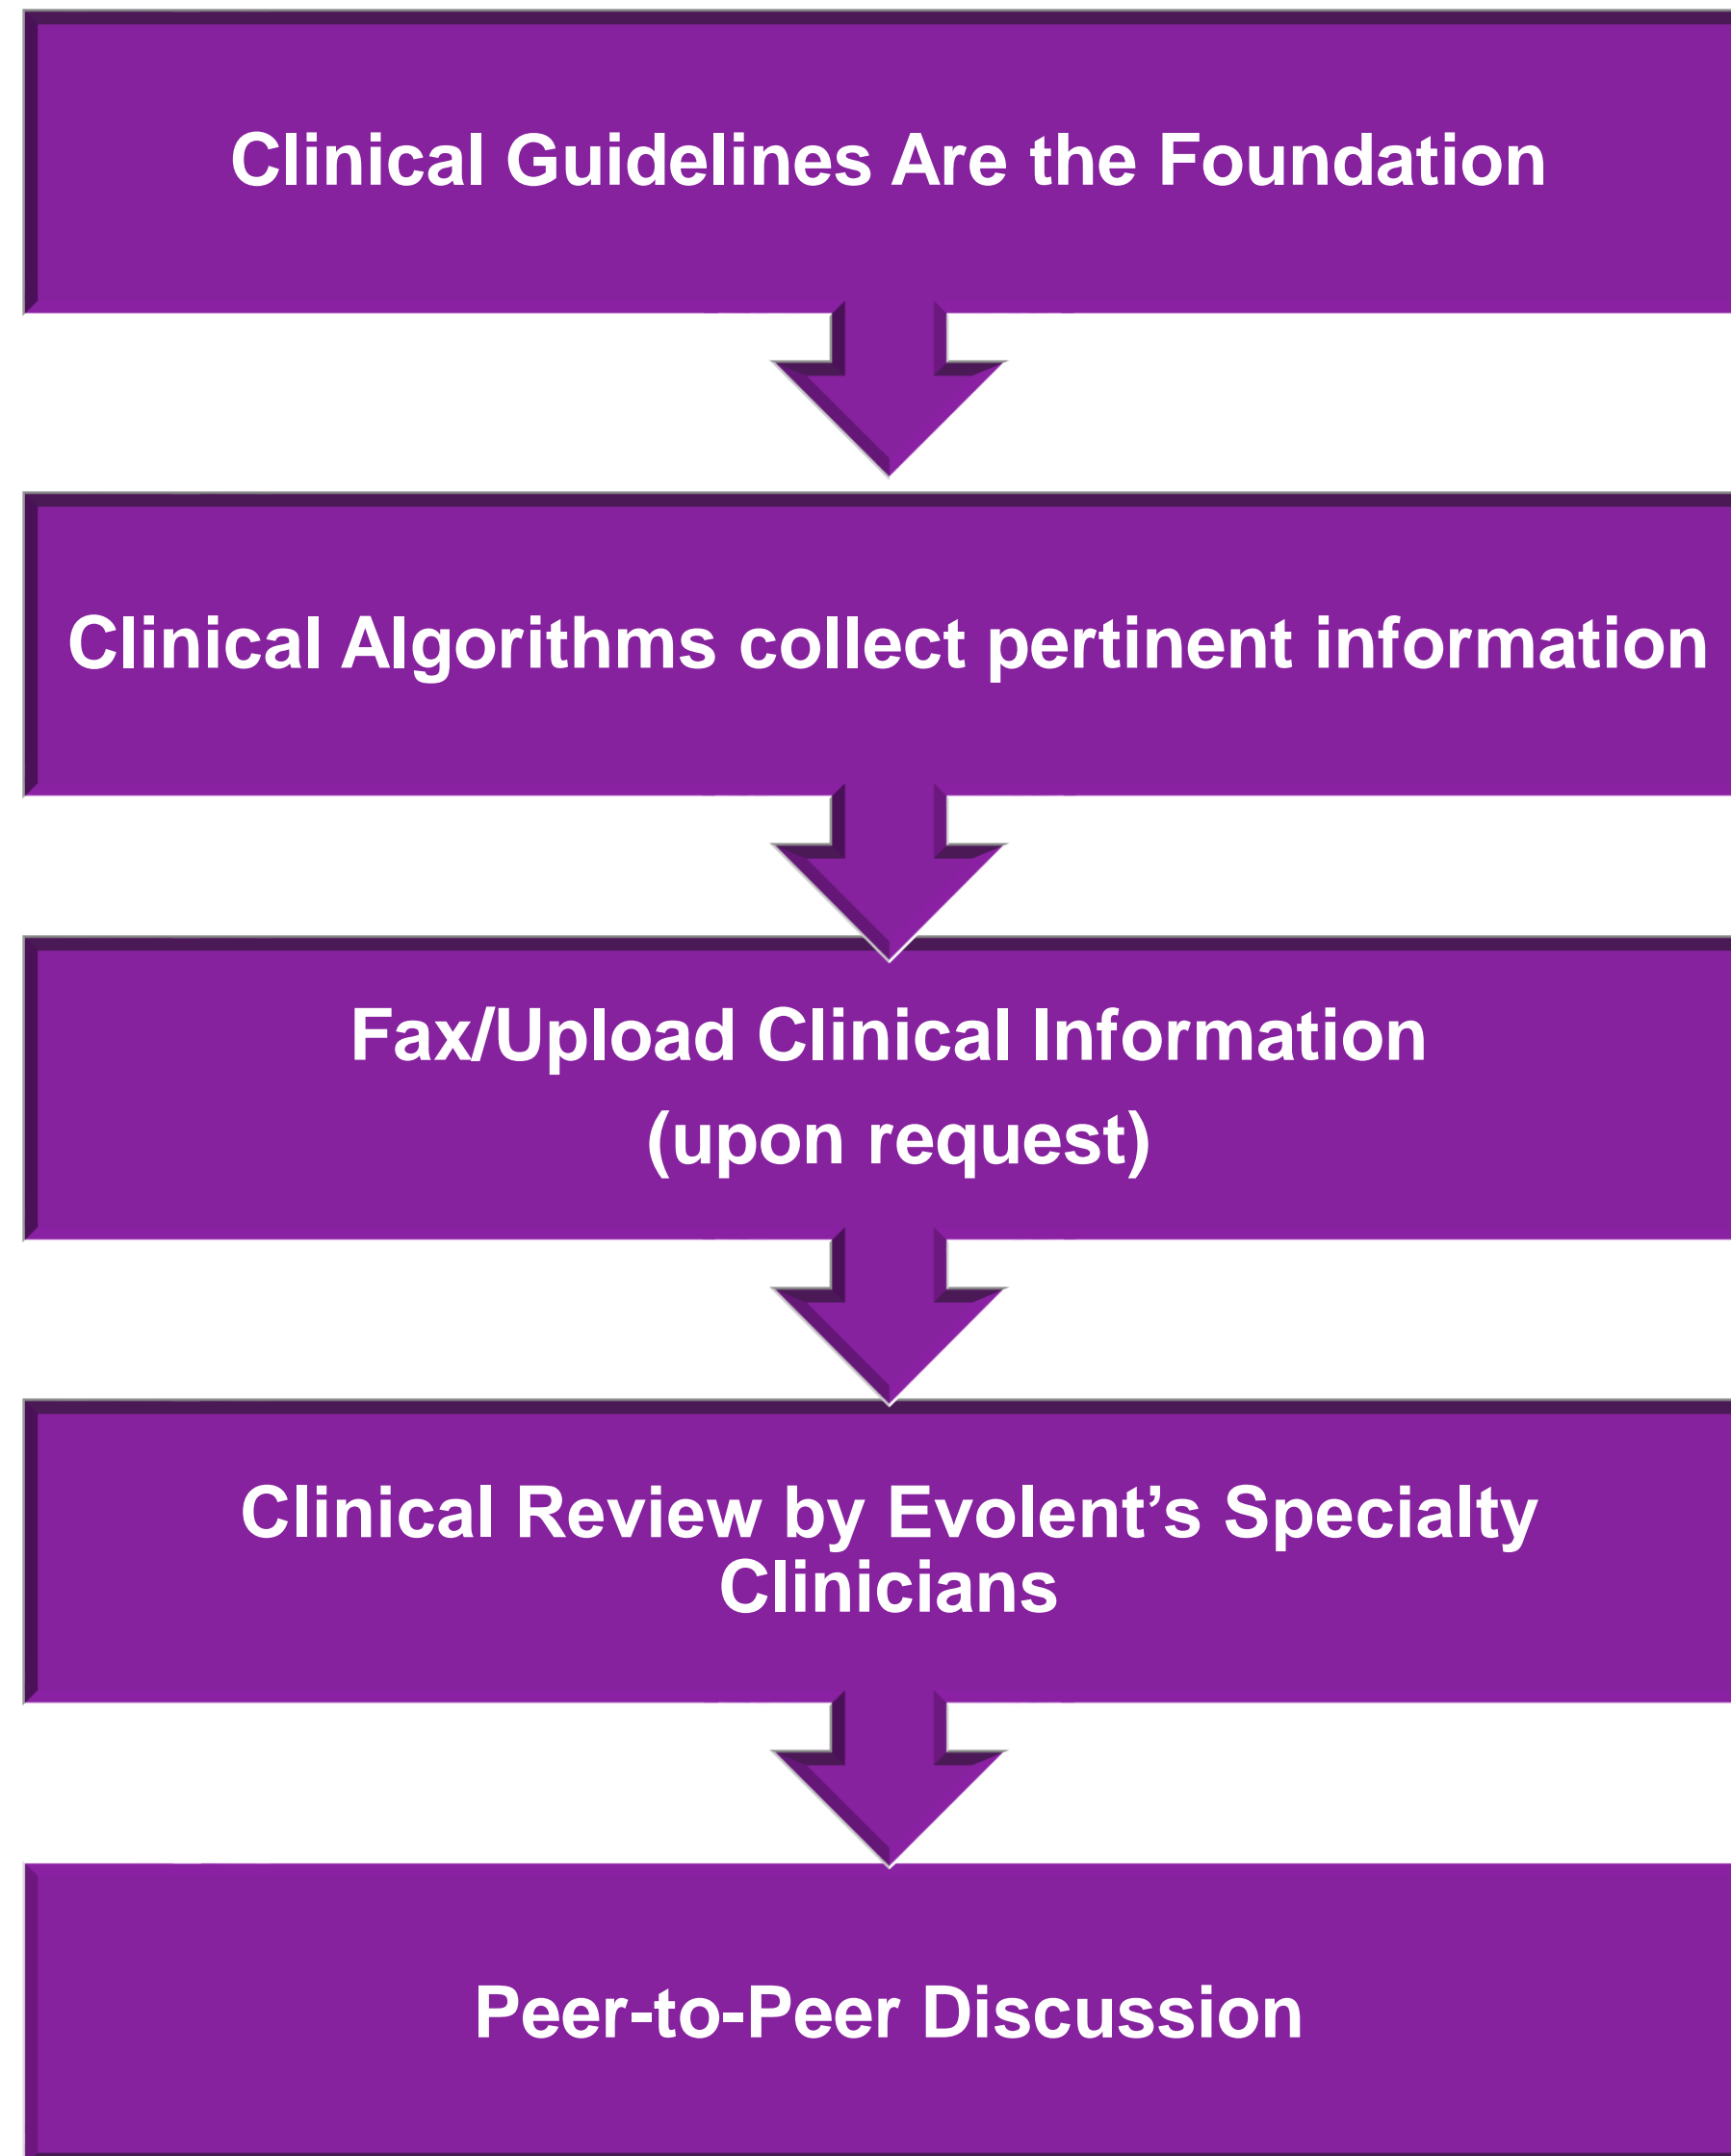 Clinical Guidelines Are the Foundation
Clinical Algorithms collect pertinent information
Fax/Upload Clinical Information
(upon request)
Clinical Review by Evolent’s Specialty
Clinicians
Peer-to-Peer Discussion